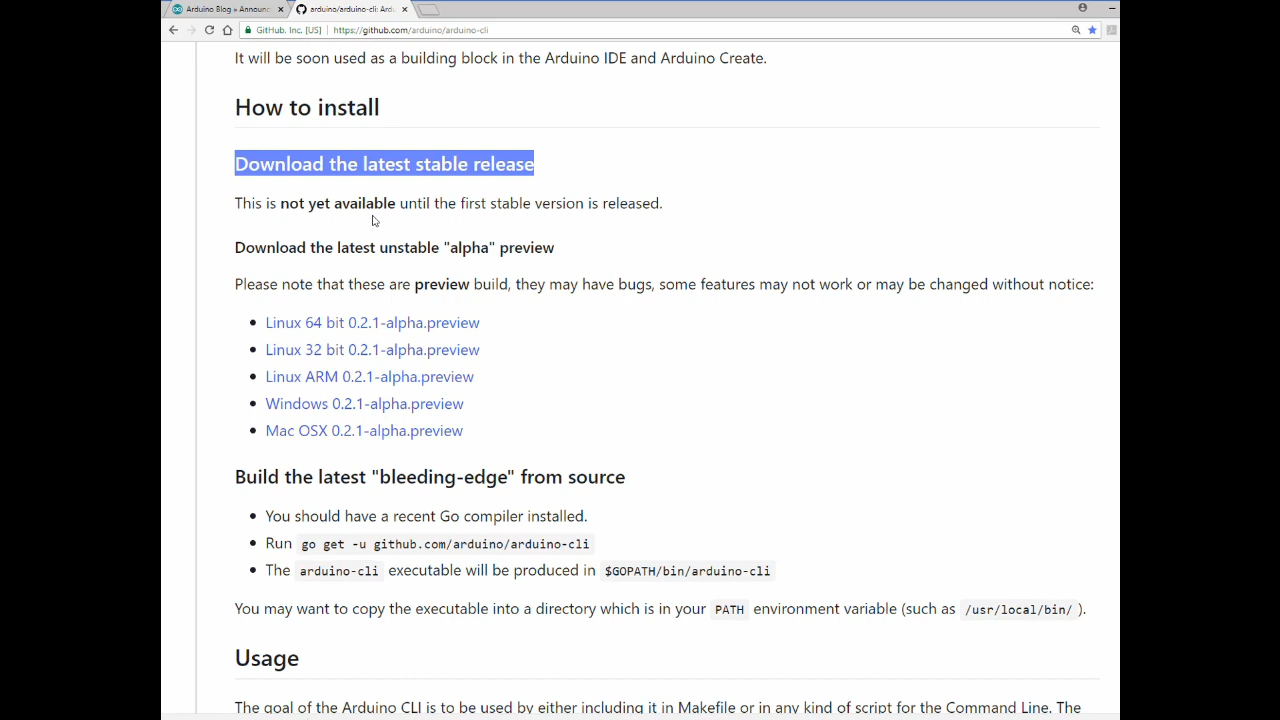 Arduino Blog » Announc
arduino/arduino-cli: Ard
GitHub, Inc. [US]
https://github.com/arduino/arduino-cli
It will be soon used as a building block in the Arduino IDE and Arduino Create.
How to install
Download the latest stable release
This is not yet available until the first stable version is released.
Download the latest unstable "alpha" preview
Please note that these are preview build, they may have bugs, some features may not work or may be changed without notice:
Linux 64 bit 0.2.1-alpha.preview
Linux 32 bit 0.2.1-alpha.preview
Linux ARM 0.2.1-alpha.preview
Windows 0.2.1-alpha.preview
Mac OSX 0.2.1-alpha.preview
Build the latest "bleeding-edge" from source
You should have a recent Go compiler installed.
Run go get -u github.com/arduino/arduino-cli
The arduino-cli executable will be produced in $GOPATH/bin/arduino-cli
You may want to copy the executable into a directory which is in your PATH environment variable (such as /usr/local/bin/ ).
Usage
The goal of the Arduino CLI is to be used by either including it in Makefile or in any kind of script for the Command Line. The